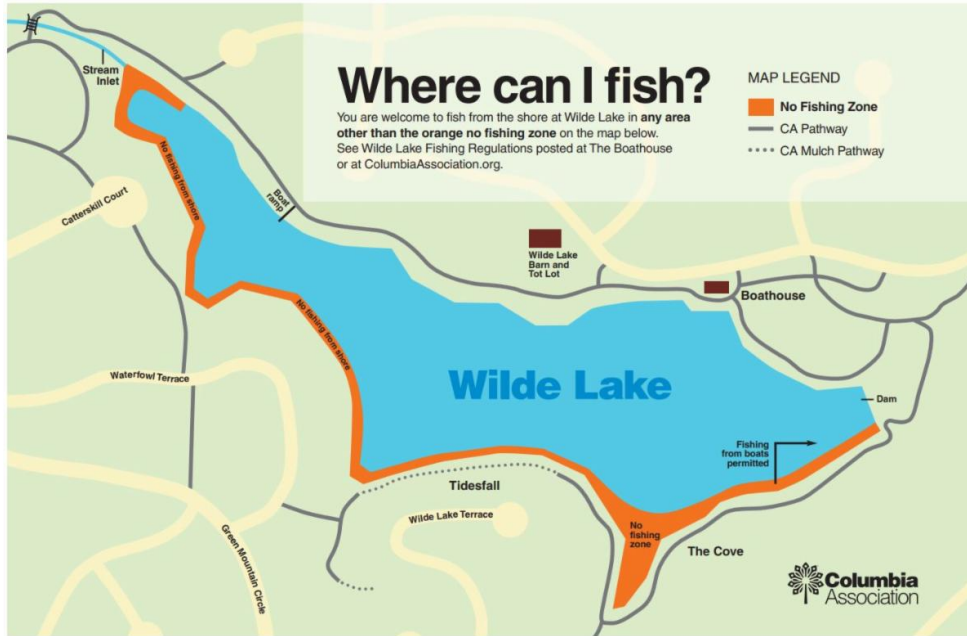 Where can I fish?
You are welcome to fish from the shore at Wilde Lake in any area
other than the orange no fishing zone on the map below.
See Wilde Lake Fishing Regulations posted at The Boathouse
or at ColumbiaAssociation.org.
MAP LEGEND
No Fishing Zone
CA Pathway
CA Mulch Pathway
Stream
Inlet
No fishing from shore
Catterskill Court
Boat
ramp
Wilde Lake
Barn and
Tot Lot
Boathouse
No fishing from shore
Waterfowl Terrace
Wilde Lake
Dam
Fishing
from boats
permitted
Tidesfall
Wilde Lake Terrace
Green Mountain Circle
No
fishing
zone
The Cove
Columbia
Association